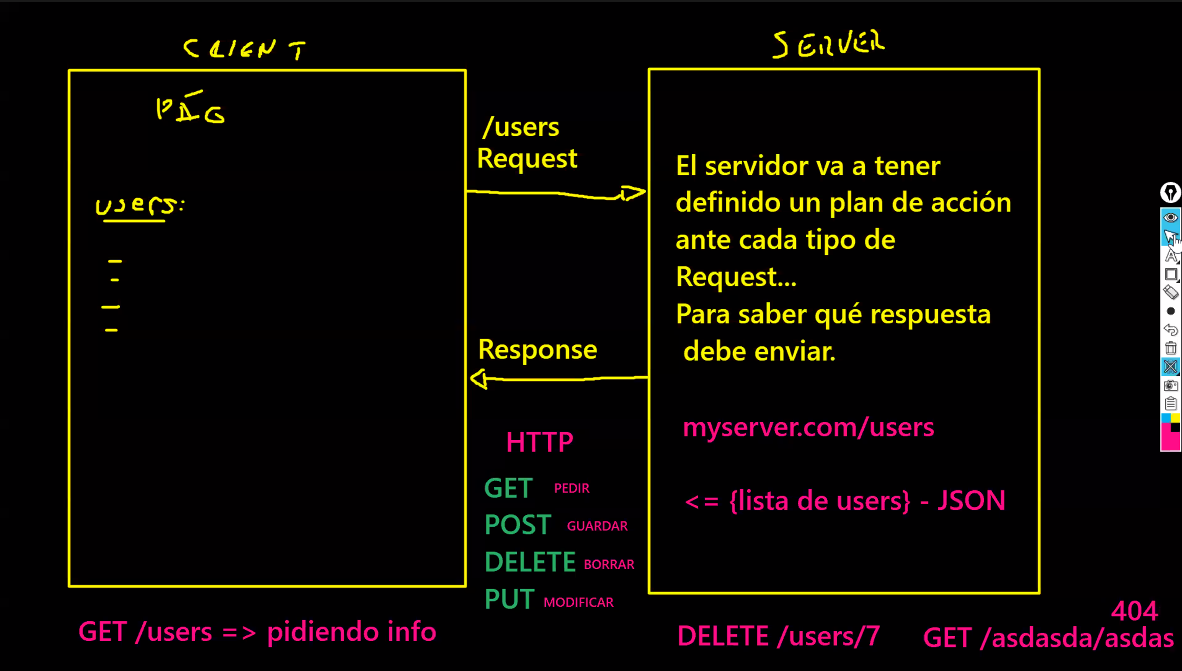 CLIENT
SERVER
PÁG
users:
/users
Request
El servidor va a tener
definido un plan de acción
ante cada tipo de
Request...
Para saber qué respuesta
debe enviar.
Response
myserver.com/users
HTTP
GET PEDIR
POST GUARDAR
DELETE BORRAR
PUT MODIFICAR
<= {lista de users} - JSON
GET /users => pidiendo info
DELETE /users/7
404
GET /asdasda/asdas